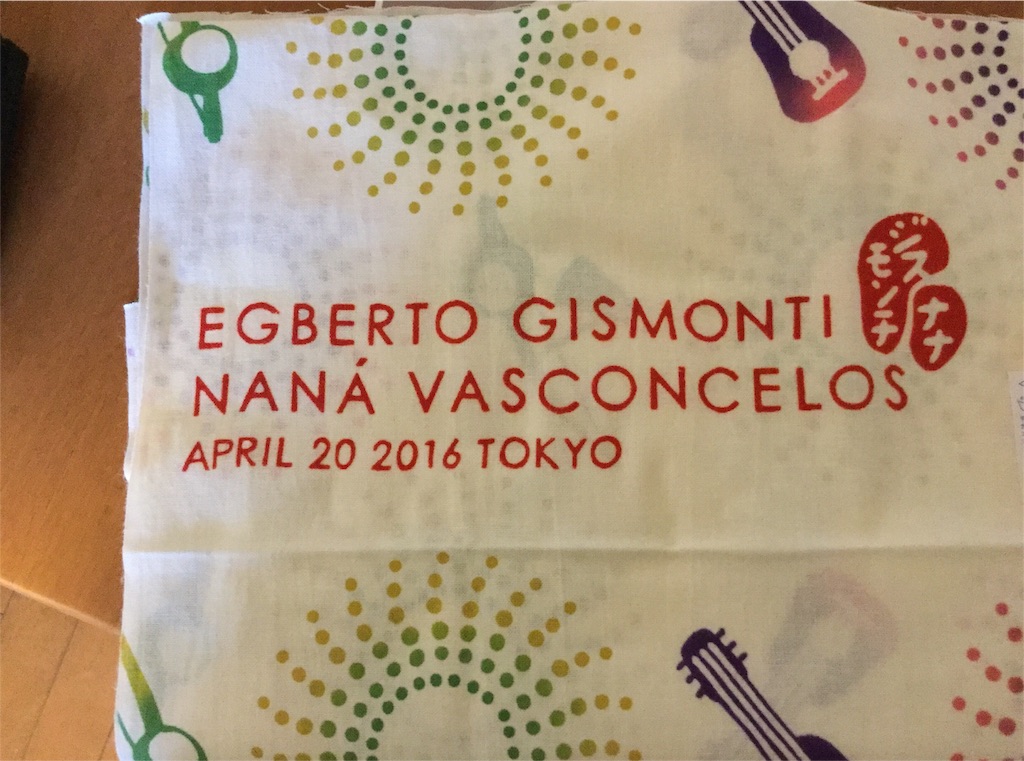 EGBERTO GISMONTI
NANÁ VASCONCELOS
APRIL 20 2016 TOKYO
ジスモンチ
ナナ